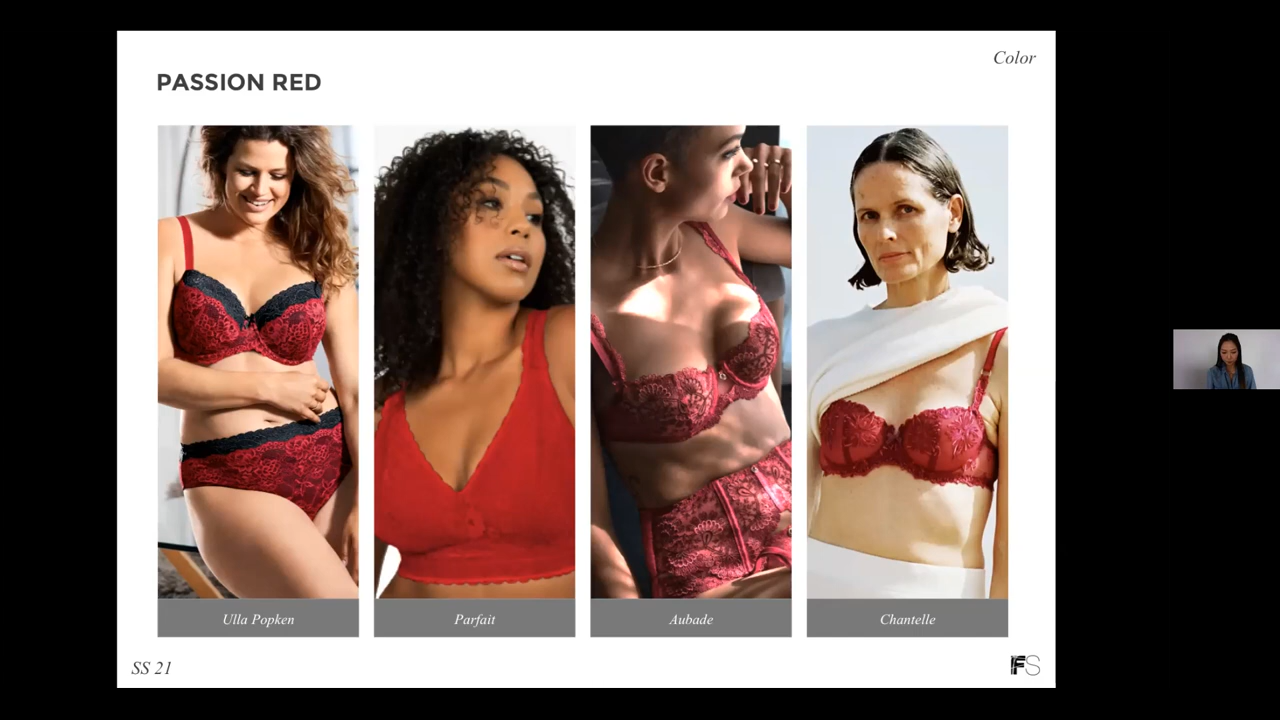 Color
PASSION RED
Ulla Popken
Parfait
Aubade
Chantelle
SS 21
FS